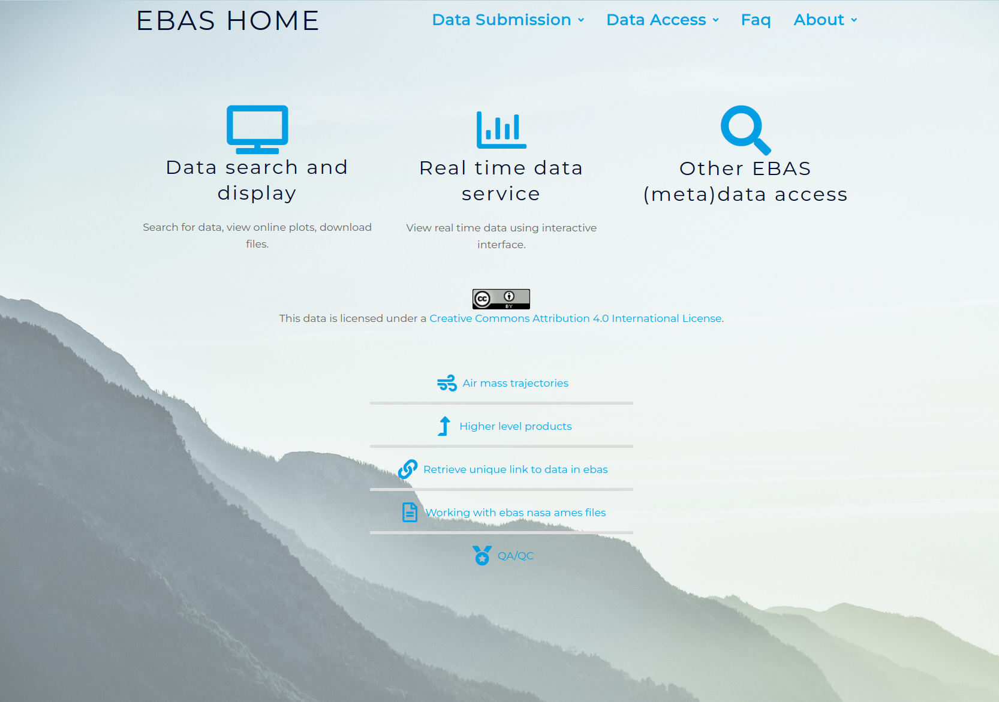 EBAS HOME
Data Submission
Data Access
Faq
About
Data search and
display
Search for data, view online plots, download
files.
Real time data
service
View real time data using interactive
interface.
Other EBAS
(meta)data access
cc
BY
This data is licensed under a Creative Commons Attribution 4.0 International License.
Air mass trajectories
Higher level products
Retrieve unique link to data in ebas
Working with ebas nasa ames files
QA/QC